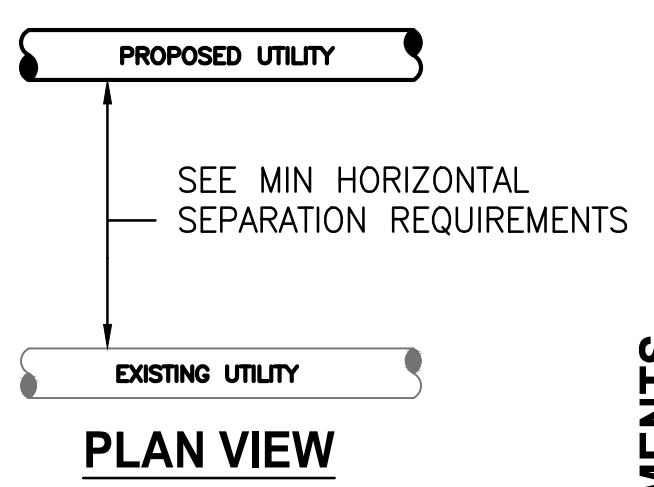 PROPOSED UTILITY
SEE MIN HORIZONTAL
SEPARATION REQUIREMENTS
EXISTING UTILITY
PLAN VIEW